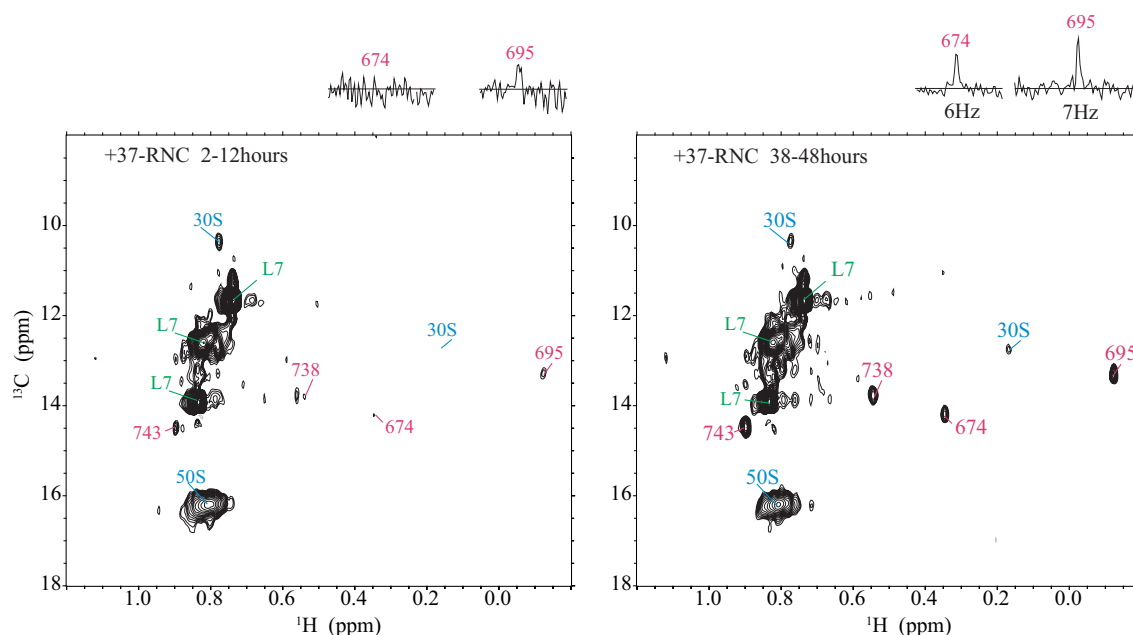 674
695
+37-RNC 2-12hours
30S
L7
L7
30S
L7
738
695
743
674
50S
10
12
14
16
18
¹³C (ppm)
1.0 0.8 0.6 0.4 0.2 0.0
¹H (ppm)
674
695
6Hz
7Hz
+37-RNC 38-48hours
30S
L7
L7
30S
L7
738
695
743
674
50S
10
12
14
16
18
¹³C (ppm)
1.0 0.8 0.6 0.4 0.2 0.0
¹H (ppm)